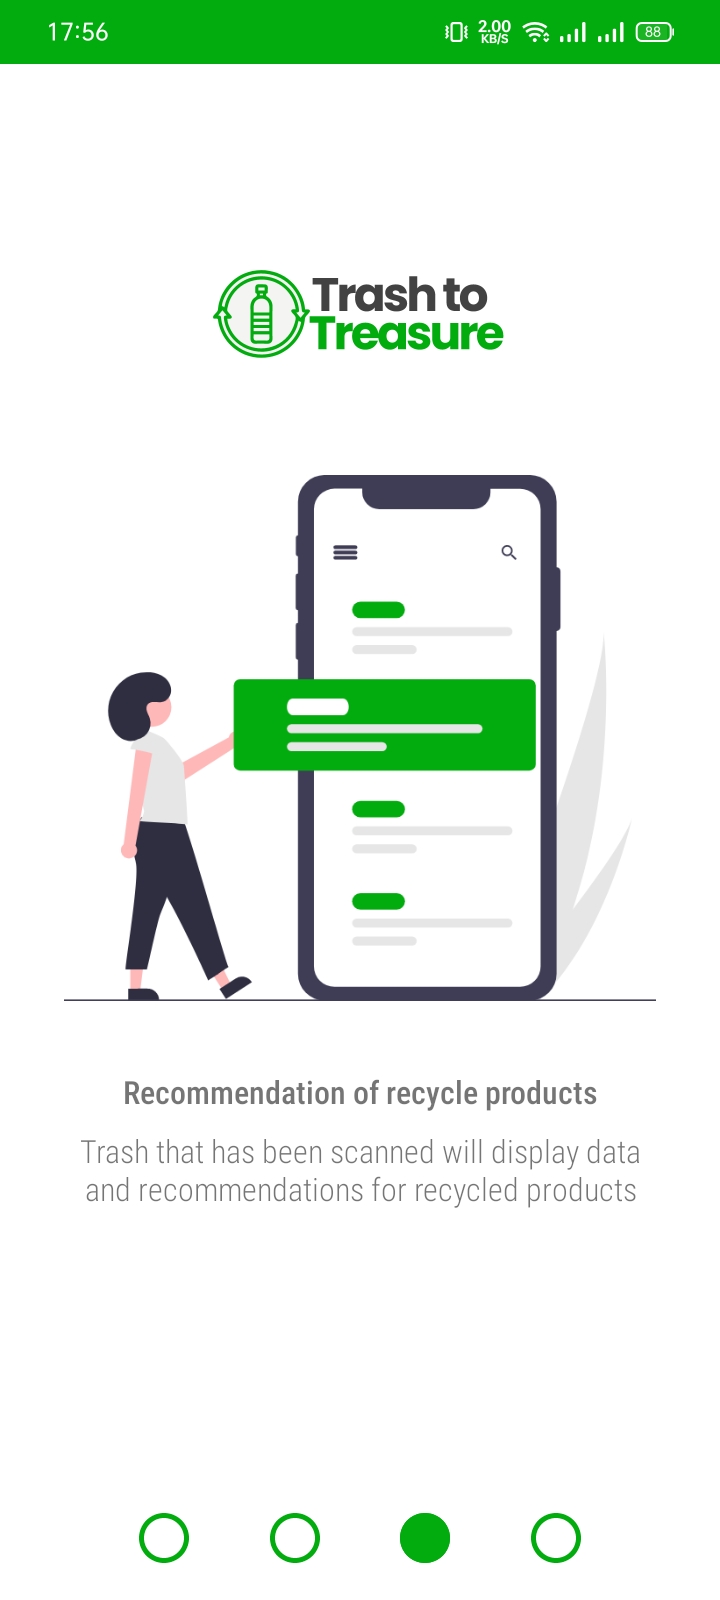 17:56
2.00
KB/S
88
Trash to
Treasure
Recommendation of recycle products
Trash that has been scanned will display data
and recommendations for recycled products